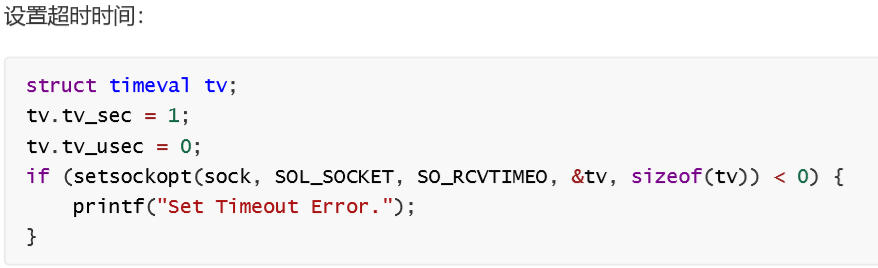 设置超时时间：
struct timeval tv;
tv.tv_sec = 1;
tv.tv_usec = 0;
if (setsockopt(sock, SOL_SOCKET, SO_RCVTIMEO, &tv, sizeof(tv)) < 0) {
    printf("Set Timeout Error.");
}